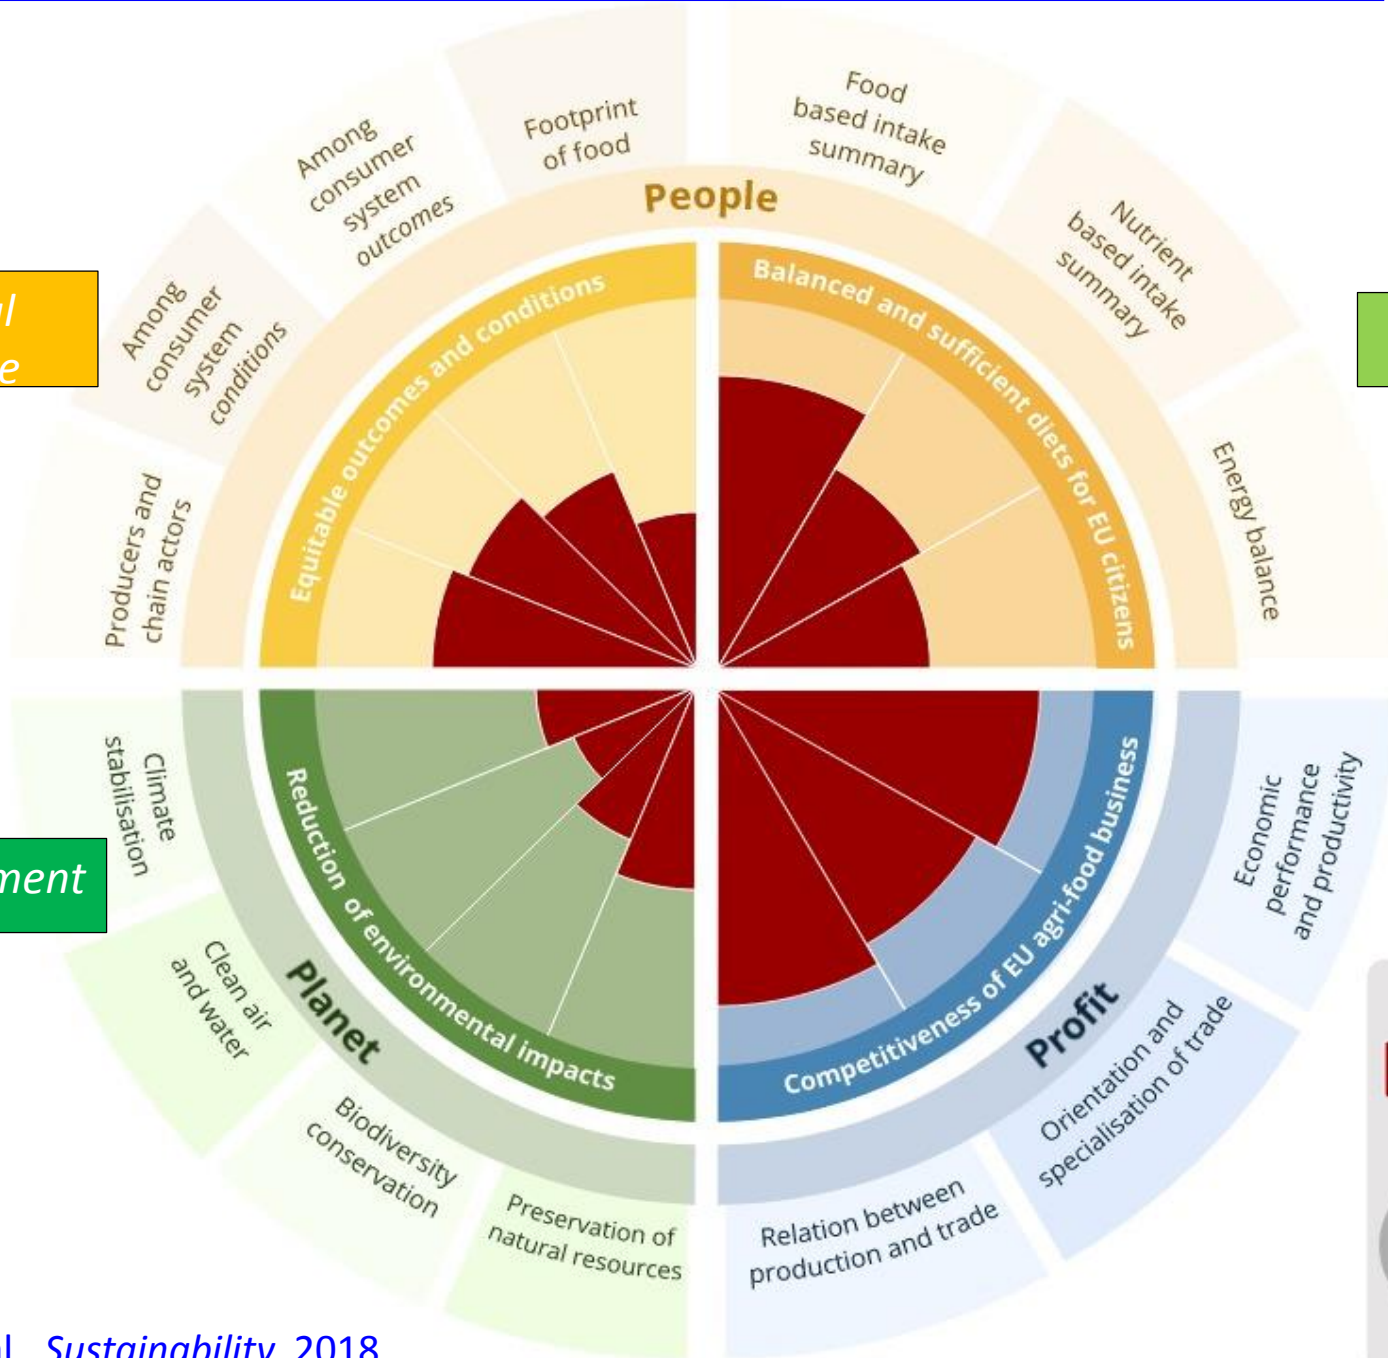 Food
based intake
summary
Nutrient
based intake
summary
Energy balance
Footprint
of food
Among
consumer
system
outcomes
Among
consumer
system
conditions
Producers and
chain actors
People
Equitable outcomes and conditions
Balanced and sufficient diets for EU citizens
Climate
stabilisation
Clean air
and water
Biodiversity
conservation
Preservation of
natural resources
Planet
Reduction of environmental impacts
Competitiveness of EU agri-food business
Profit
Economic
performance
and productivity
Orientation and
specialisation of trade
Relation between
production and trade
Sustainability 2018